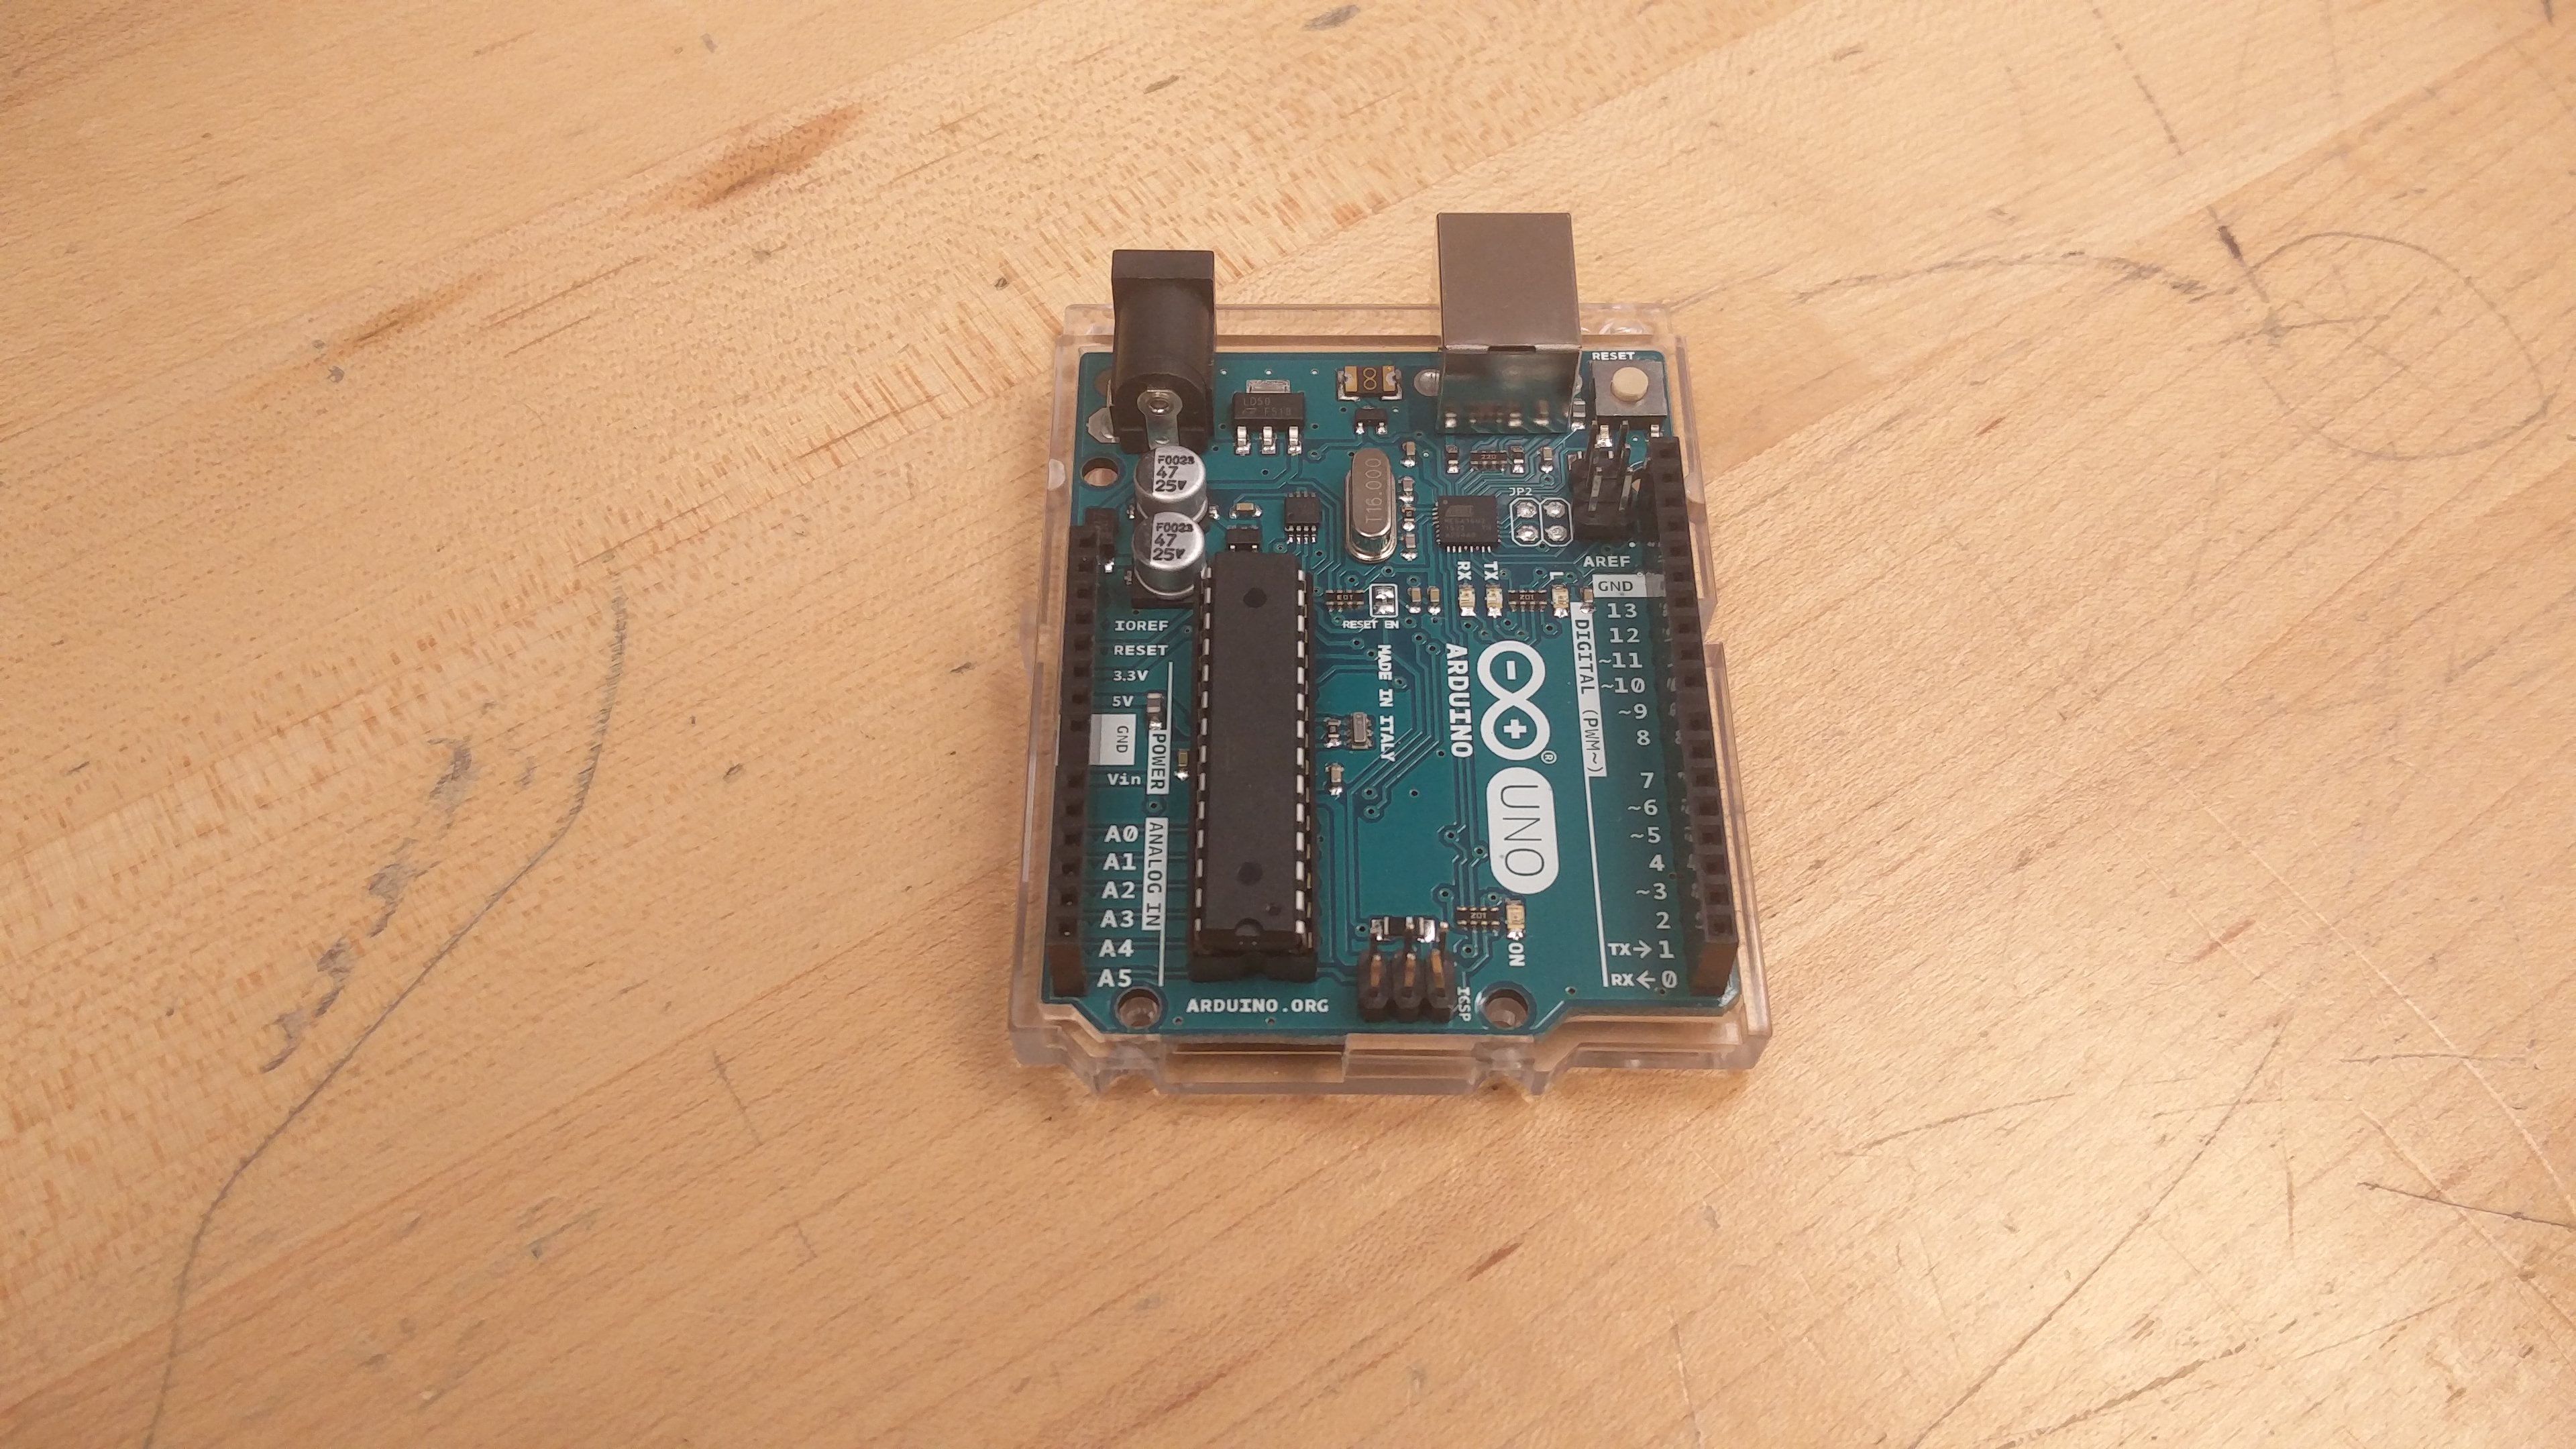 RESET
LD50
F518
F0023
47
25V
F0023
47
25V
T16.000
220
JP2
AREF
GND
13
12
~11
~10
~9
8
7
~6
~5
4
~3
2
TX→1
RX←0
DIGITAL (PWM~)
RX
TX
L
RESET EN
MADE IN ITALY
ARDUINO
®
UNO
IOREF
RESET
3.3V
5V
GND
Vin
POWER
A0
A1
A2
A3
A4
A5
ANALOG IN
ON
ICSP
ARDUINO.ORG